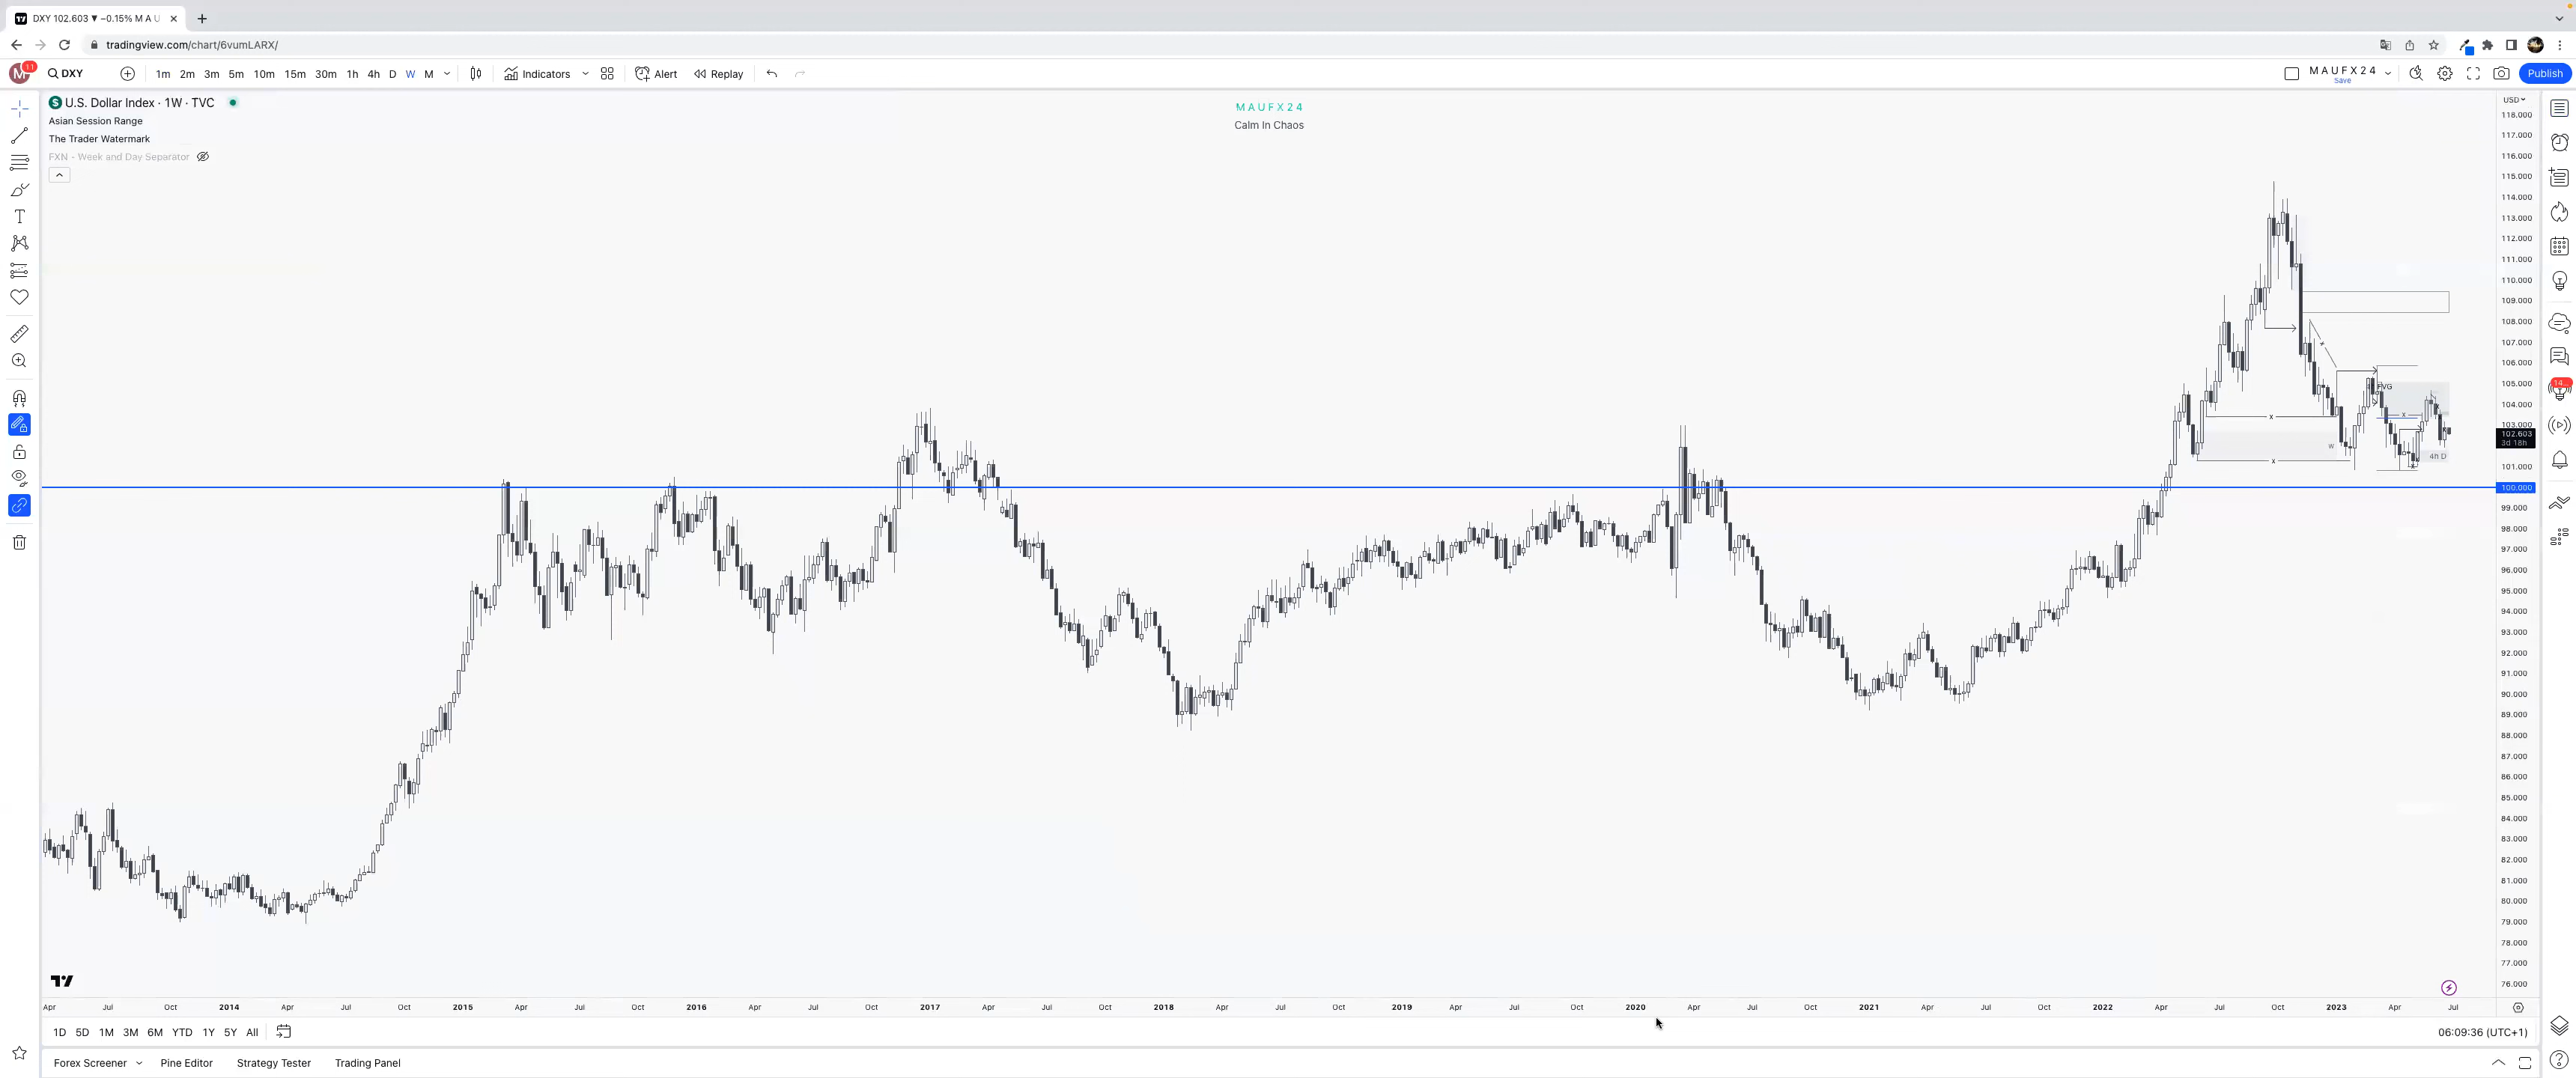 DXY 102.603 ▼ −0.15% M A U
tradingview.com/chart/6vumLARX/
M 11 DXY 1m 2m 3m 5m 10m 15m 30m 1h 4h D W M Indicators Alert Replay M A U F X 2 4 Save Publish
U.S. Dollar Index · 1W · TVC
Asian Session Range
The Trader Watermark
FXN - Week and Day Separator
M A U F X 2 4
Calm In Chaos
USD
118.000
117.000
116.000
115.000
114.000
113.000
112.000
111.000
110.000
109.000
108.000
107.000
106.000
105.000
104.000
103.000
102.603
3d 18h
101.000
100.000
99.000
98.000
97.000
96.000
95.000
94.000
93.000
92.000
91.000
90.000
89.000
88.000
87.000
86.000
85.000
84.000
83.000
82.000
81.000
80.000
79.000
78.000
77.000
76.000
FVG
x
x
x
W
4h D
Apr Jul Oct 2014 Apr Jul Oct 2015 Apr Jul Oct 2016 Apr Jul Oct 2017 Apr Jul Oct 2018 Apr Jul Oct 2019 Apr Jul Oct 2020 Apr Jul Oct 2021 Apr Jul Oct 2022 Apr Jul Oct 2023 Apr Jul
1D 5D 1M 3M 6M YTD 1Y 5Y All 06:09:36 (UTC+1)
Forex Screener Pine Editor Strategy Tester Trading Panel